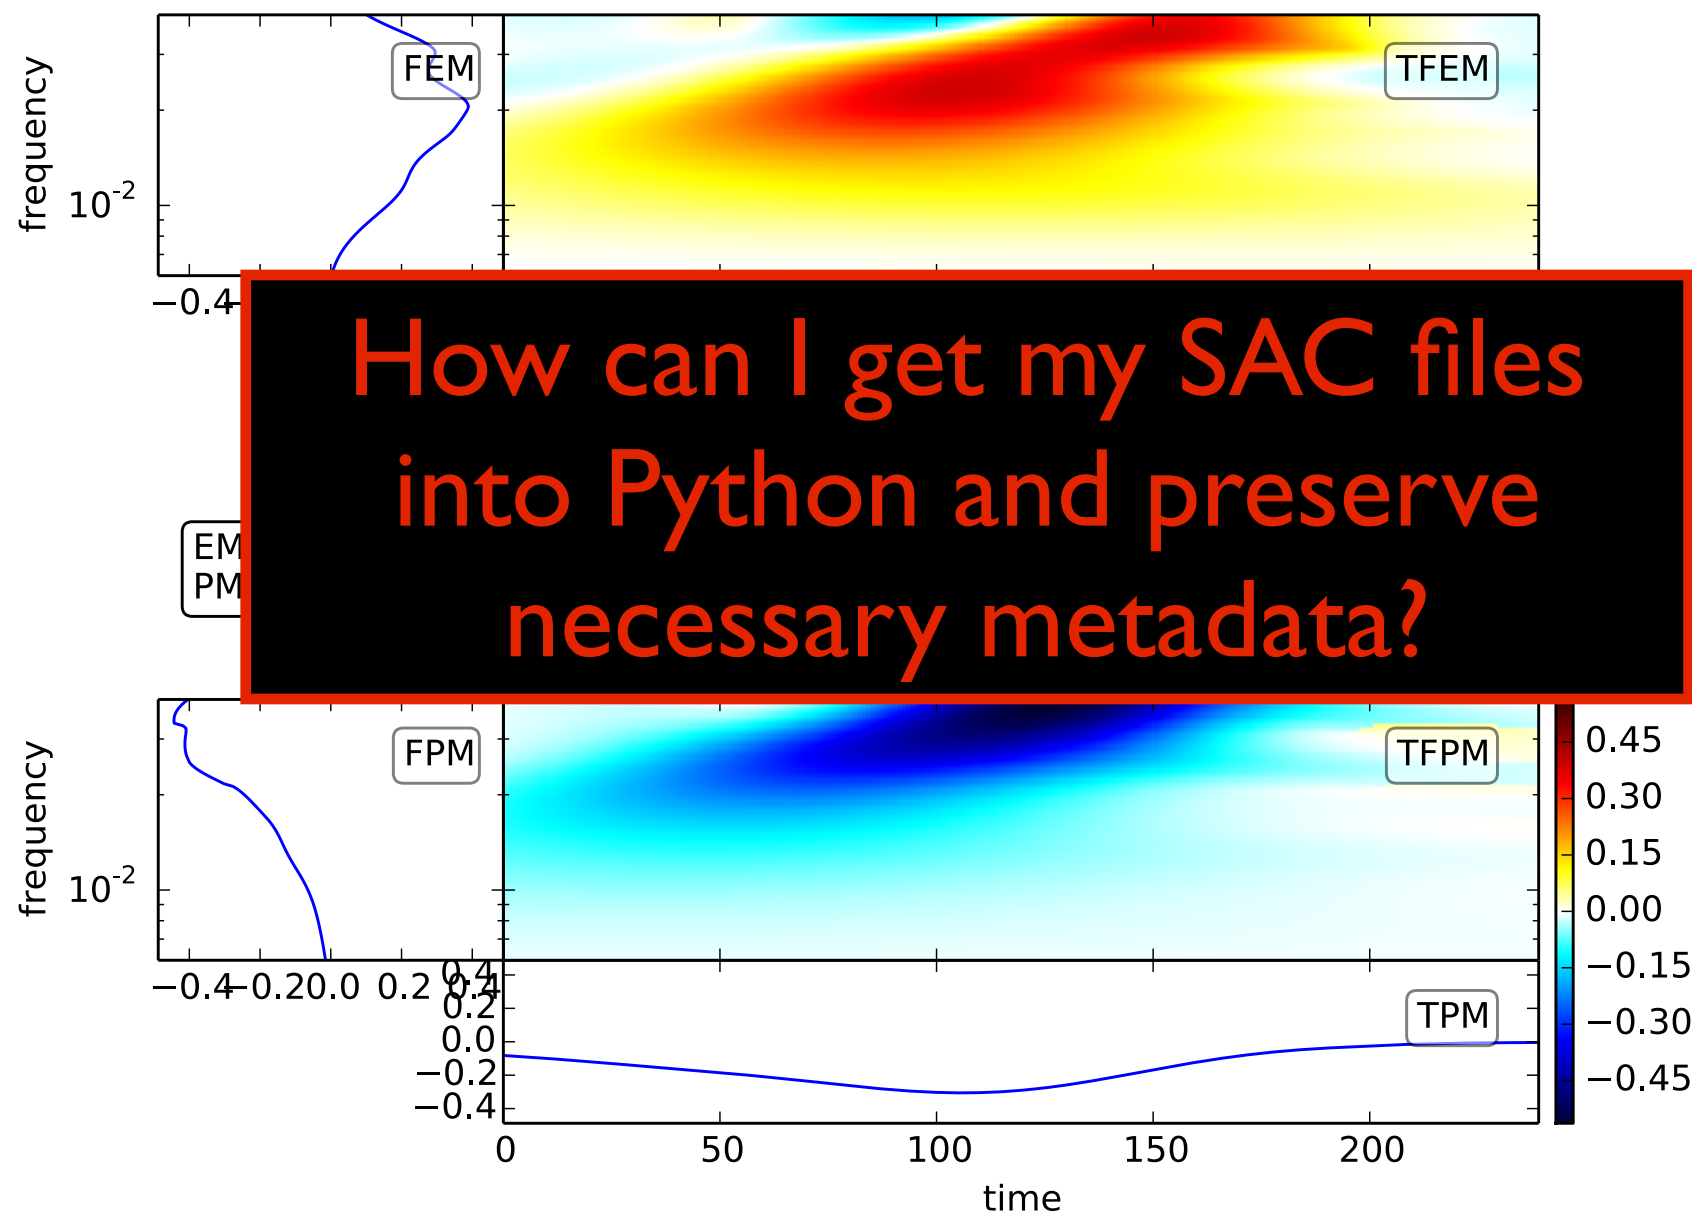 FEM
TFEM
frequency
10-2
−0.4
How can I get my SAC files
into Python and preserve
necessary metadata?
EM
PM
FPM
TFPM
frequency
10-2
0.45
0.30
0.15
0.00
−0.15
−0.30
−0.45
−0.4 −0.2 0.0 0.2 0.4
0.4
0.2
0.0
−0.2
−0.4
TPM
0 50 100 150 200
time